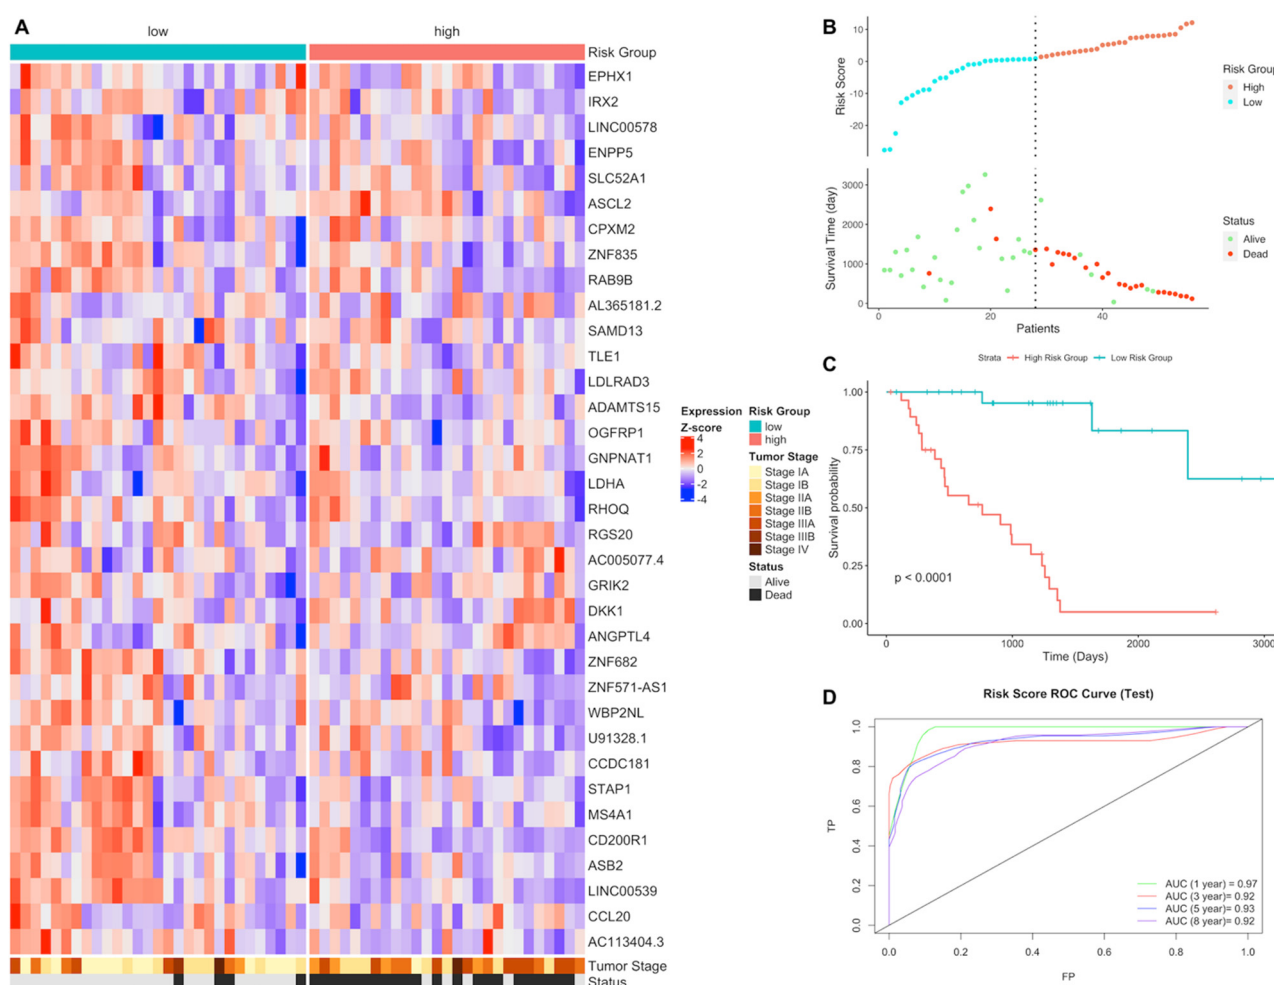 A
low
high
Risk Group
EPHX1
IRX2
LINC00578
ENPP5
SLC52A1
ASCL2
CPXM2
ZNF835
RAB9B
AL365181.2
SAMD13
TLE1
LDLRAD3
ADAMTS15
OGFRP1
GNPNAT1
LDHA
RHOQ
RGS20
AC005077.4
GRIK2
DKK1
ANGPTL4
ZNF682
ZNF571-AS1
WBP2NL
U91328.1
CCDC181
STAP1
MS4A1
CD200R1
ASB2
LINC00539
CCL20
AC113404.3
Tumor Stage
Status
Expression
Z-score
4
2
0
-2
-4
Risk Group
low
high
Tumor Stage
Stage IA
Stage IB
Stage IIA
Stage IIB
Stage IIIA
Stage IIIB
Stage IV
Status
Alive
Dead
B
Risk Score
10
0
-10
-20
Risk Group
High
Low
Survival Time (day)
3000
2000
1000
0
0
20
40
Patients
Status
Alive
Dead
C
Strata
High Risk Group
Low Risk Group
Survival probability
1.00
0.75
0.50
0.25
0.00
p < 0.0001
0
1000
2000
3000
Time (Days)
D
Risk Score ROC Curve (Test)
TP
1.0
0.8
0.6
0.4
0.2
0.0
AUC (1 year) = 0.97
AUC (3 year)= 0.92
AUC (5 year)= 0.93
AUC (8 year)= 0.92
0.0
0.2
0.4
0.6
0.8
1.0
FP